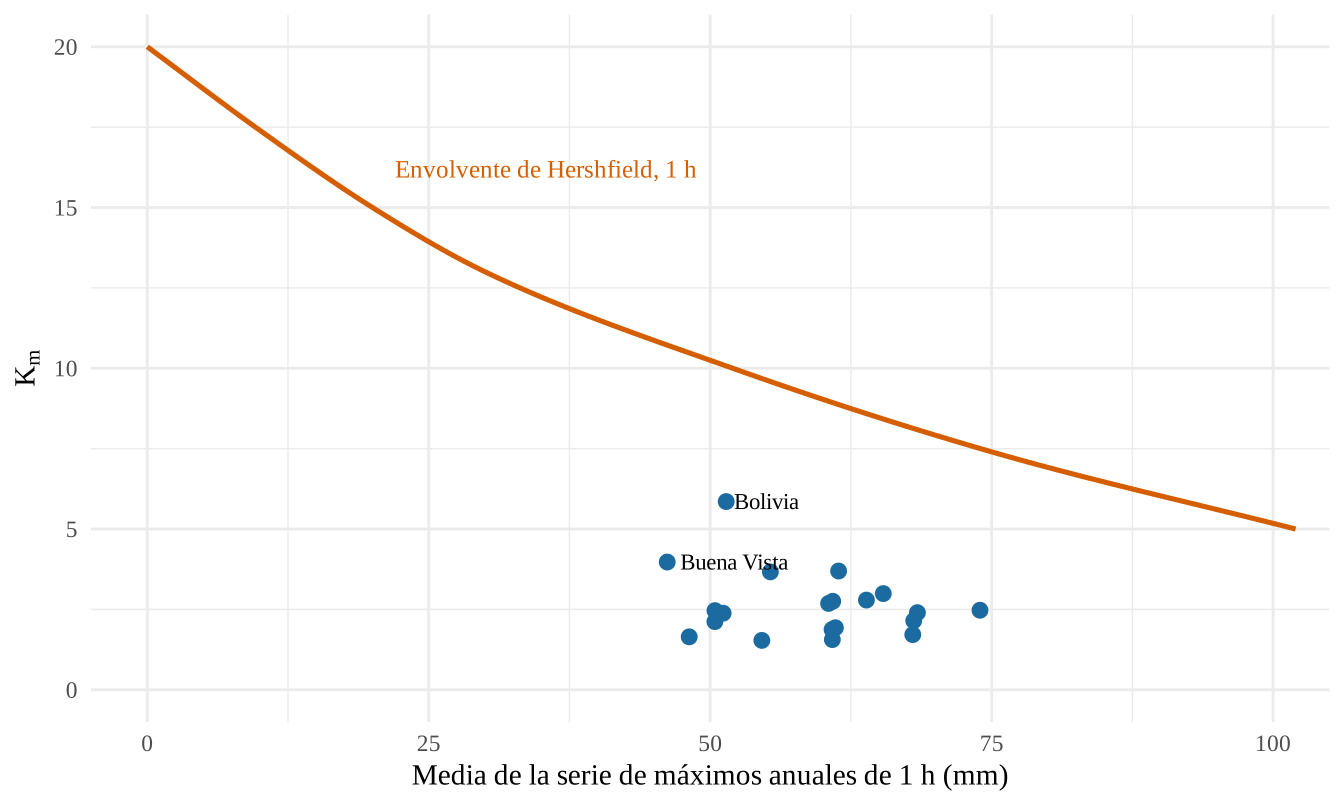 20
15
10
5
0
K_m
Envolvente de Hershfield, 1 h
Bolivia
Buena Vista
0 25 50 75 100
Media de la serie de máximos anuales de 1 h (mm)